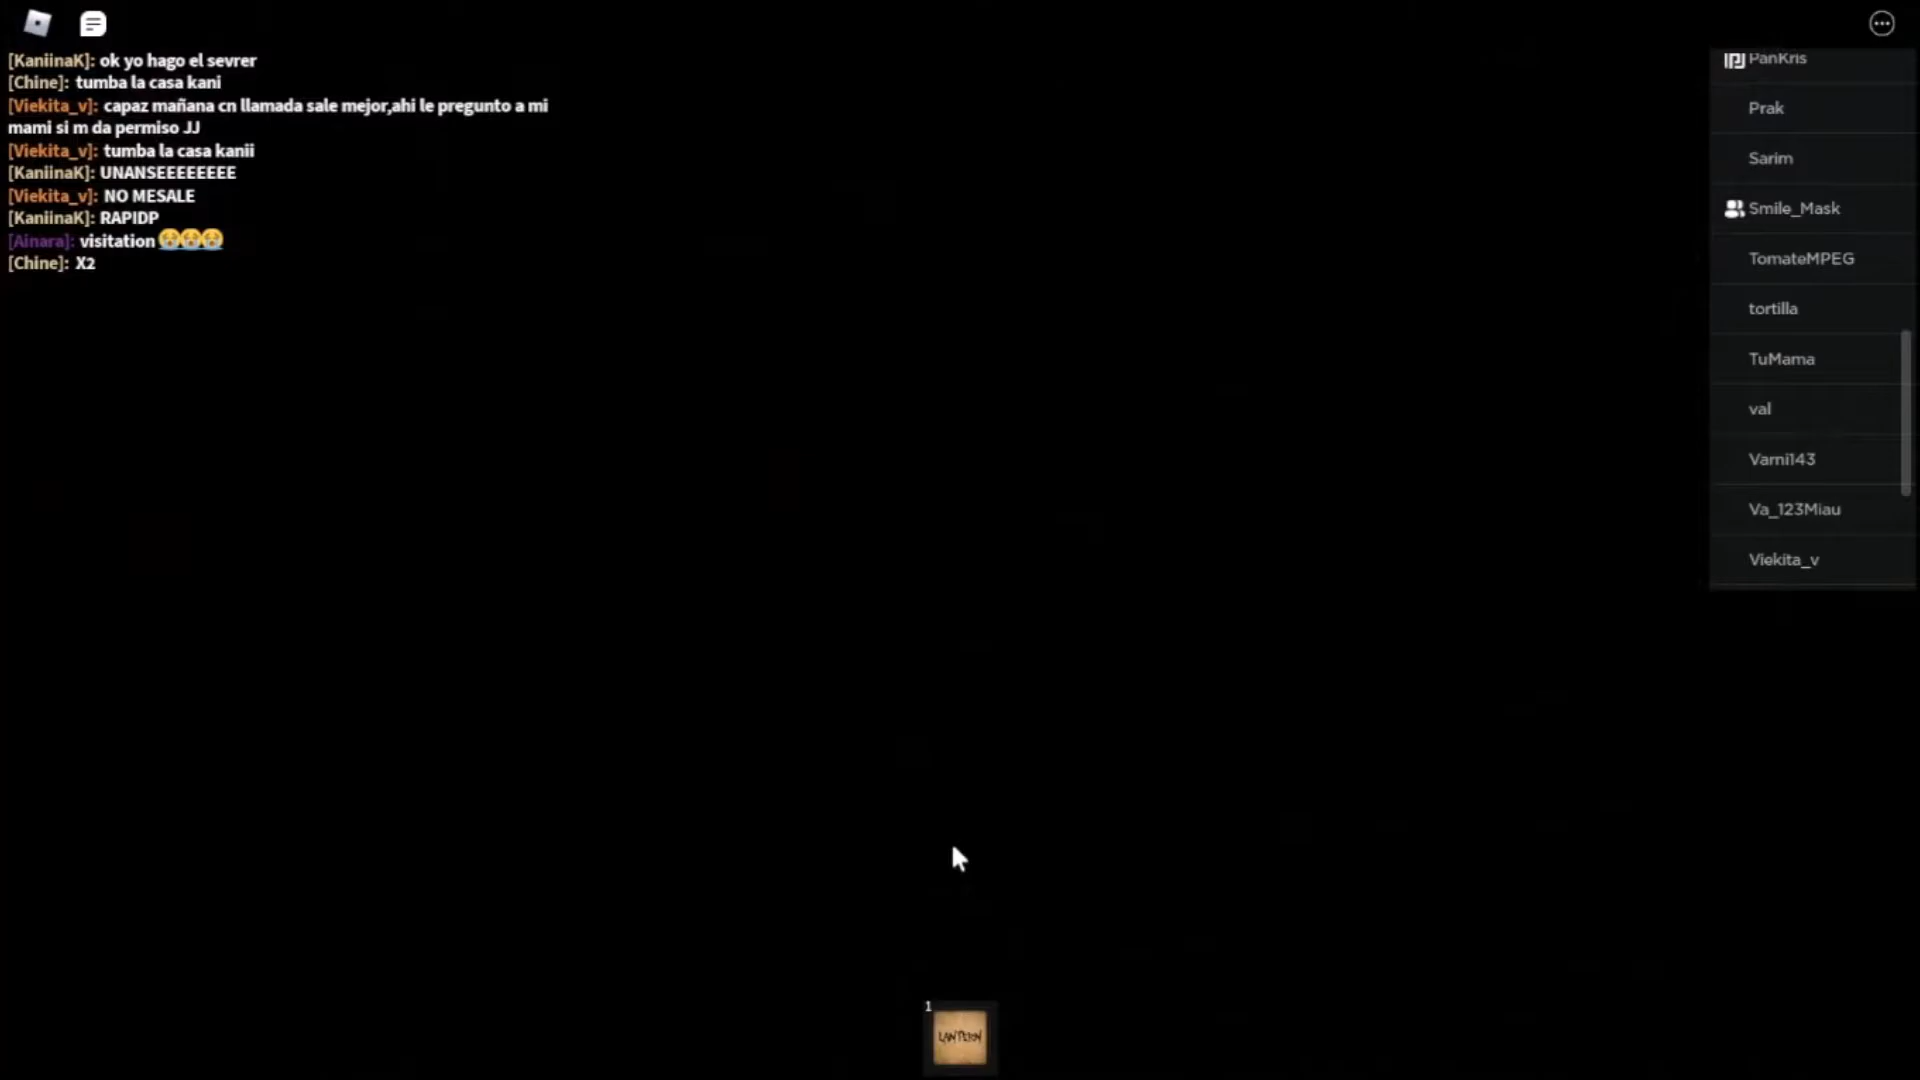 [KaniinaK]: ok yo hago el sevrer
[Chine]: tumba la casa kani
[Viekita_v]: capaz mañana cn llamada sale mejor,ahi le pregunto a mi
mami si m da permiso JJ
[Viekita_v]: tumba la casa kanii
[KaniinaK]: UNANSEEEEEEEE
[Viekita_v]: NO MESALE
[KaniinaK]: RAPIDP
[Ainara]: visitation 😭😭😭
[Chine]: X2
PanKris
Prak
Sarim
Smile_Mask
TomateMPEG
tortilla
TuMama
val
Varni143
Va_123Miau
Viekita_v
1
LANTERN